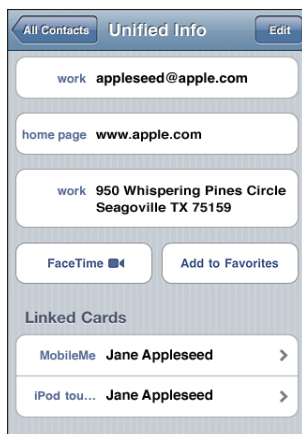 All Contacts Unified Info Edit
work appleseed@apple.com
home page www.apple.com
work 950 Whispering Pines Circle
Seagoville TX 75159
FaceTime Add to Favorites
Linked Cards
MobileMe Jane Appleseed
iPod tou... Jane Appleseed